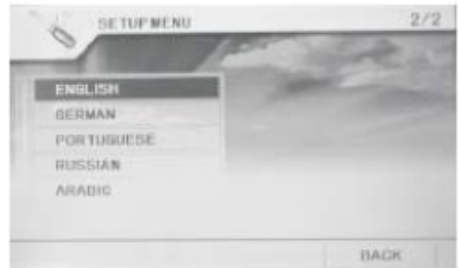 SETUP MENU
2/2
ENGLISH
GERMAN
PORTUGUESE
RUSSIAN
ARABIC
BACK